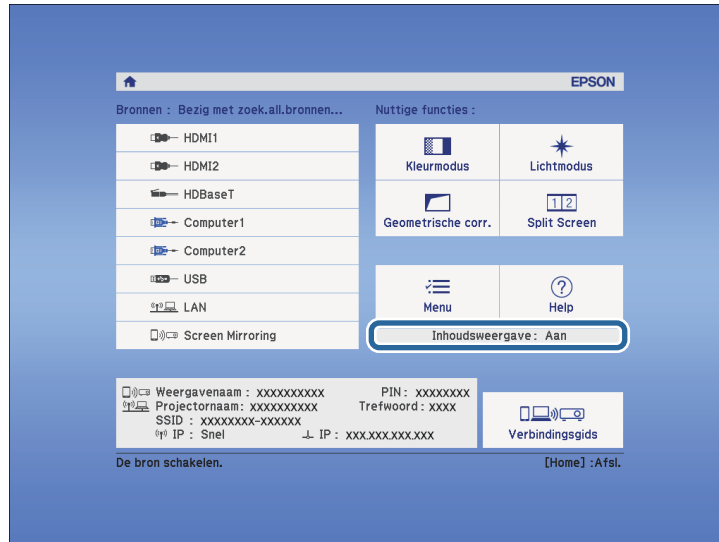 EPSON
Bronnen : Bezig met zoek.all.bronnen...
HDMI1
HDMI2
HDBaseT
Computer1
Computer2
USB
LAN
Screen Mirroring
Nuttige functies :
Kleurmodus
Lichtmodus
Geometrische corr.
1 2
Split Screen
Menu
? Help
Inhoudsweergave : Aan
Weergavenaam : xxxxxxxxxx PIN : xxxxxxxx
Projectornaam: xxxxxxxxxx Trefwoord : xxxx
SSID : xxxxxxxx-xxxxxx
IP : Snel IP : xxx.xxx.xxx.xxx
Verbindingsgids
De bron schakelen. [Home] :Afsl.